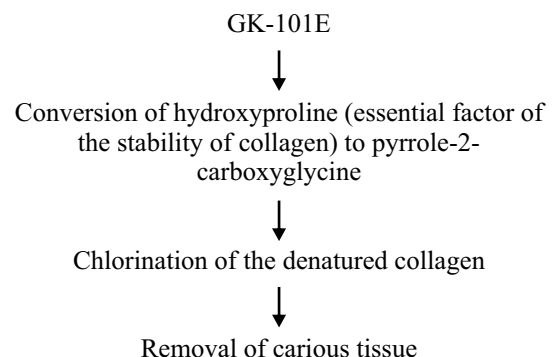 GK-101E
Conversion of hydroxyproline (essential factor of
the stability of collagen) to pyrrole-2-
carboxyglycine
Chlorination of the denatured collagen
Removal of carious tissue